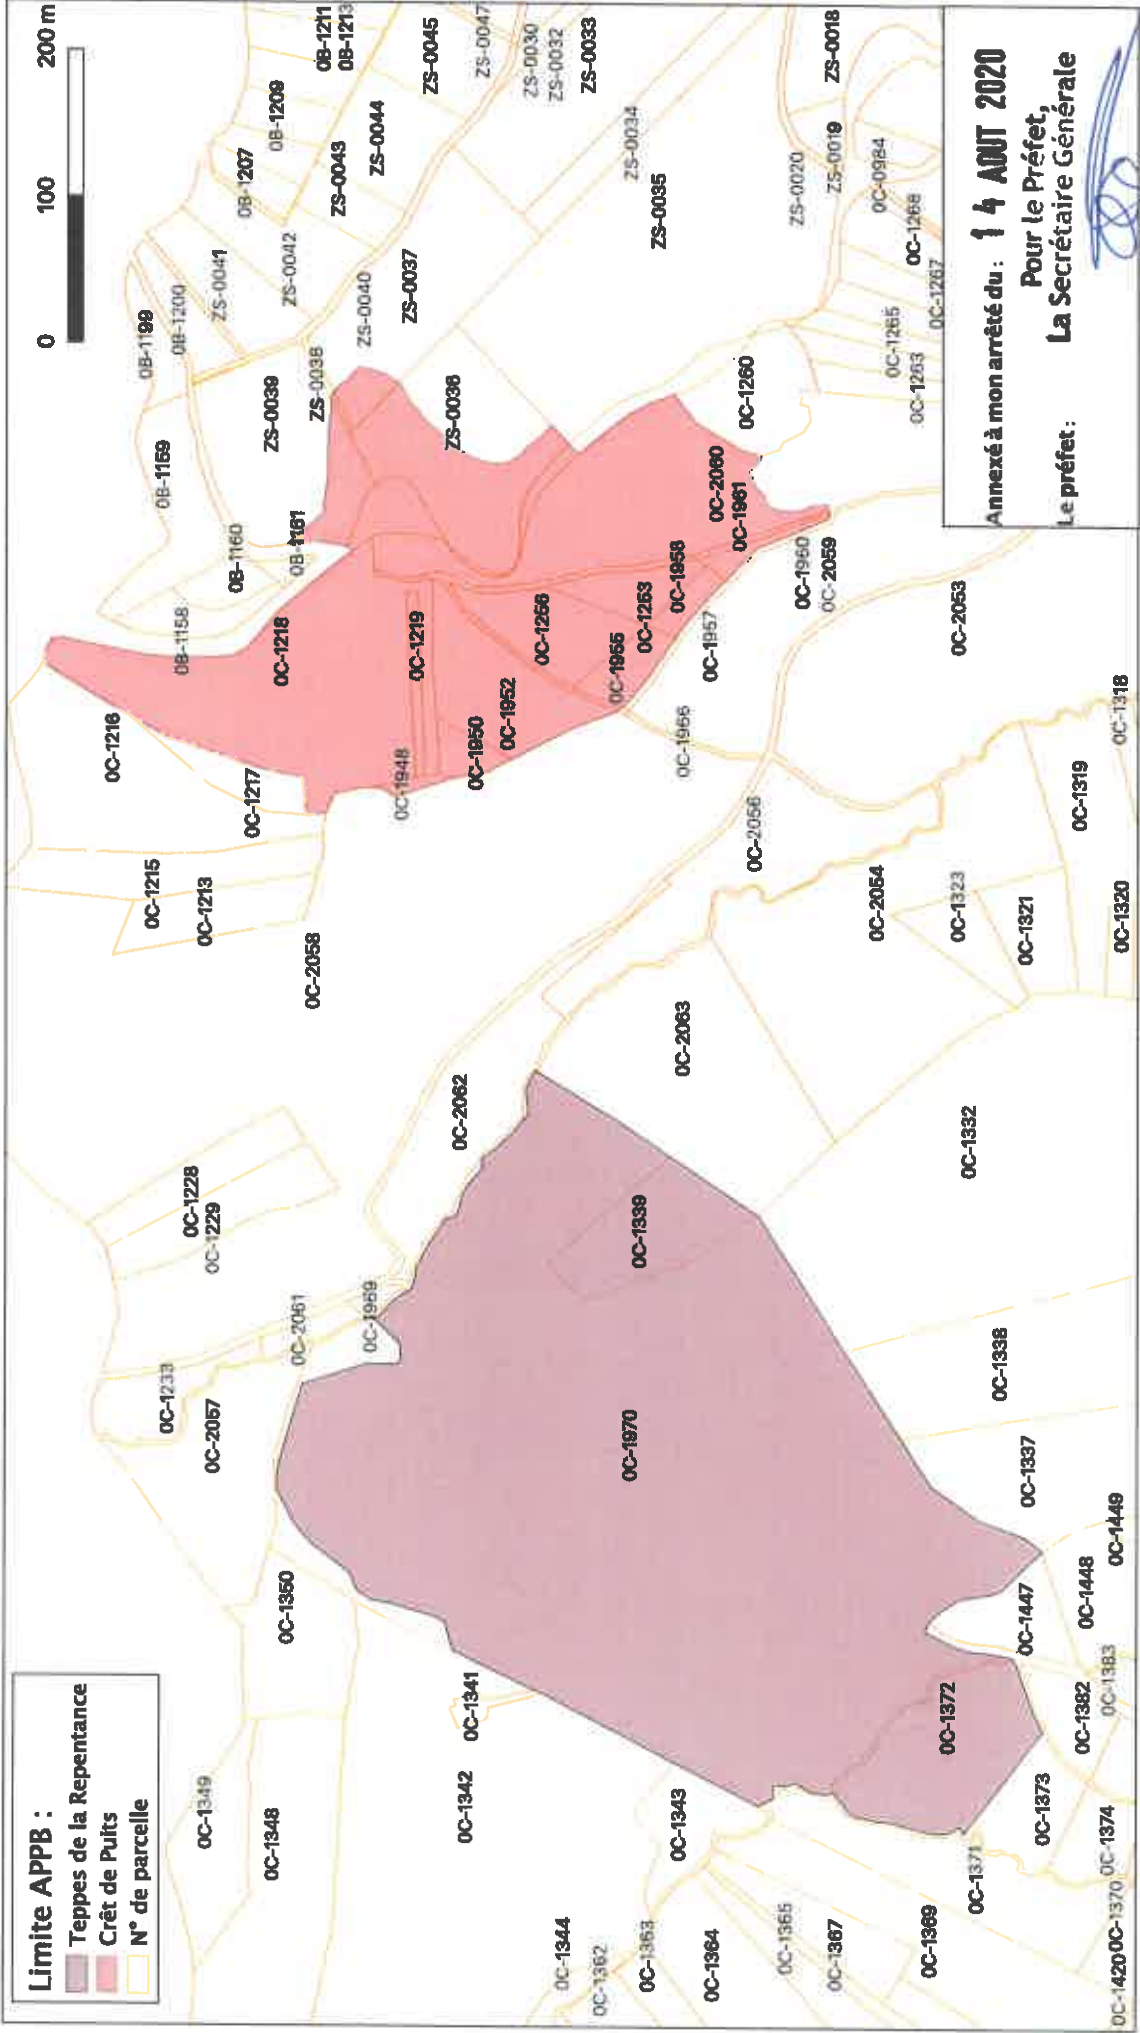 Limite APPB :
Teppes de la Repentance
Crêt de Puits
N° de parcelle
0 100 200 m
0C-1349
0C-1348
0C-1350
0C-1342
0C-1341
0C-1343
0C-1344
0C-1362
0C-1363
0C-1364
0C-1365
0C-1367
0C-1369
0C-1371
0C-1420
0C-1370
0C-1374
0C-1373
0C-1372
0C-1382
0C-1383
0C-1447
0C-1448
0C-1449
0C-1337
0C-1338
0C-1970
0C-1339
0C-1332
0C-1233
0C-2057
0C-2061
0C-1969
0C-1228
0C-1229
0C-2062
0C-2063
0C-2058
0C-1215
0C-1213
0C-1216
0C-1217
0C-1218
0C-1219
0C-1948
0C-1950
0C-1952
0C-1256
0C-1955
0C-1253
0C-1958
0C-1957
0C-1966
0C-2056
0C-2054
0C-1323
0C-1321
0C-1320
0C-1319
0C-1318
0C-2053
0C-1960
0C-2059
0C-1961
0C-2060
0C-1260
0C-1263
0C-1265
0C-1267
0C-1268
0C-0984
0B-1158
0B-1160
0B-1161
0B-1159
0B-1199
0B-1200
0B-1207
0B-1209
0B-1211
0B-1213
ZS-0038
ZS-0039
ZS-0036
ZS-0040
ZS-0037
ZS-0041
ZS-0042
ZS-0043
ZS-0044
ZS-0045
ZS-0047
ZS-0030
ZS-0032
ZS-0033
ZS-0034
ZS-0035
ZS-0020
ZS-0019
ZS-0018
Annexé à mon arrêté du : 1 4 AOUT 2020
Pour le Préfet,
Le préfet : La Secrétaire Générale